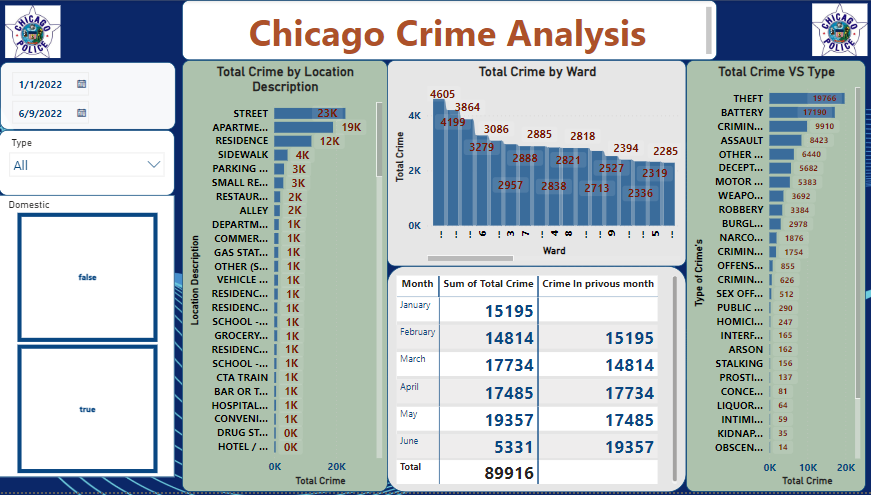 CHICAGO
POLICE
Chicago Crime Analysis
CHICAGO
POLICE
1/1/2022
6/9/2022
Type
All
Domestic
false
true
Total Crime by Location
Description
Location Description
STREET 23K
APARTME... 19K
RESIDENCE 12K
SIDEWALK 4K
PARKING ... 3K
SMALL RE... 3K
RESTAUR... 2K
ALLEY 2K
DEPARTM... 1K
COMMER... 1K
GAS STAT... 1K
OTHER (S... 1K
VEHICLE ... 1K
RESIDENC... 1K
RESIDENC... 1K
SCHOOL -... 1K
GROCERY... 1K
RESIDENC... 1K
SCHOOL -... 1K
CTA TRAIN 1K
BAR OR T... 1K
HOSPITAL... 1K
CONVENI... 1K
DRUG ST... 0K
HOTEL / ... 0K
0K 20K
Total Crime
Total Crime by Ward
Total Crime
4K
2K
0K
4605
4199
3864
3279
3086
2957
2888
2885
2838
2821
2818
2713
2527
2394
2336
2319
2285
... ... ... 6 ... 3 7 ... 4 8 ... ... 9 ... ... 5 ...
Ward
Month Sum of Total Crime Crime In privous month
January 15195
February 14814 15195
March 17734 14814
April 17485 17734
May 19357 17485
June 5331 19357
Total 89916
Total Crime VS Type
Type of Crime's
THEFT 19766
BATTERY 17190
CRIMIN... 9910
ASSAULT 8423
OTHER ... 6440
DECEPT... 5682
MOTOR ... 5383
WEAPO... 3692
ROBBERY 3384
BURGL... 2978
NARCO... 1876
CRIMIN... 1754
OFFENS... 855
CRIMIN... 626
SEX OFF... 512
PUBLIC ... 290
HOMICI... 247
INTERF... 165
ARSON 162
STALKING 156
PROSTI... 137
CONCE... 81
LIQUOR... 64
INTIMI... 59
KIDNAP... 35
OBSCEN... 14
0K 10K 20K
Total Crime